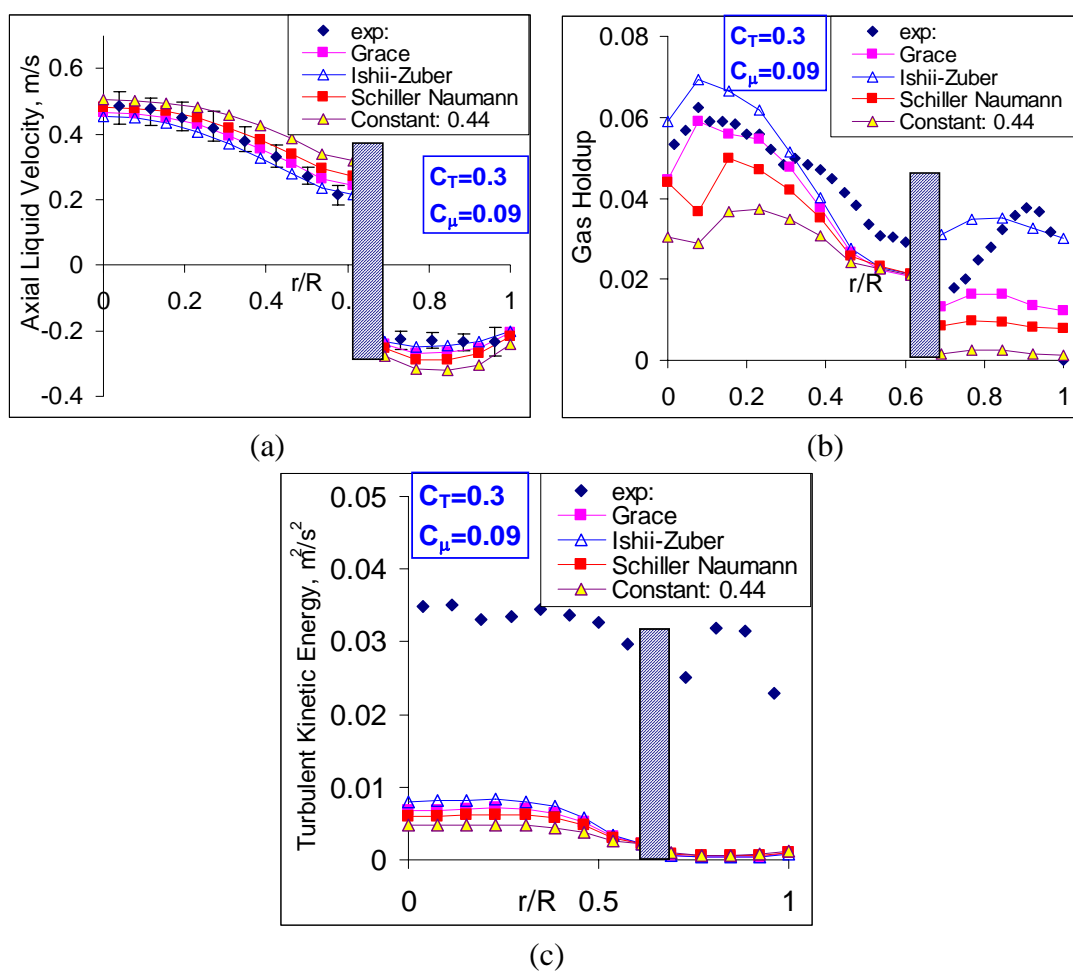 exp:
Grace
Ishii-Zuber
Schiller Naumann
Constant: 0.44
C_T=0.3
C_μ=0.09
Axial Liquid Velocity, m/s
0.6
0.4
0.2
0
-0.2
-0.4
0 0.2 0.4 0.6 0.8 1
r/R
(a)
C_T=0.3
C_μ=0.09
exp:
Grace
Ishii-Zuber
Schiller Naumann
Constant: 0.44
Gas Holdup
0.08
0.06
0.04
0.02
0
r/R
0 0.2 0.4 0.6 0.8 1
(b)
C_T=0.3
C_μ=0.09
exp:
Grace
Ishii-Zuber
Schiller Naumann
Constant: 0.44
Turbulent Kinetic Energy, m²/s²
0.05
0.04
0.03
0.02
0.01
0
0 r/R 0.5 1
(c)